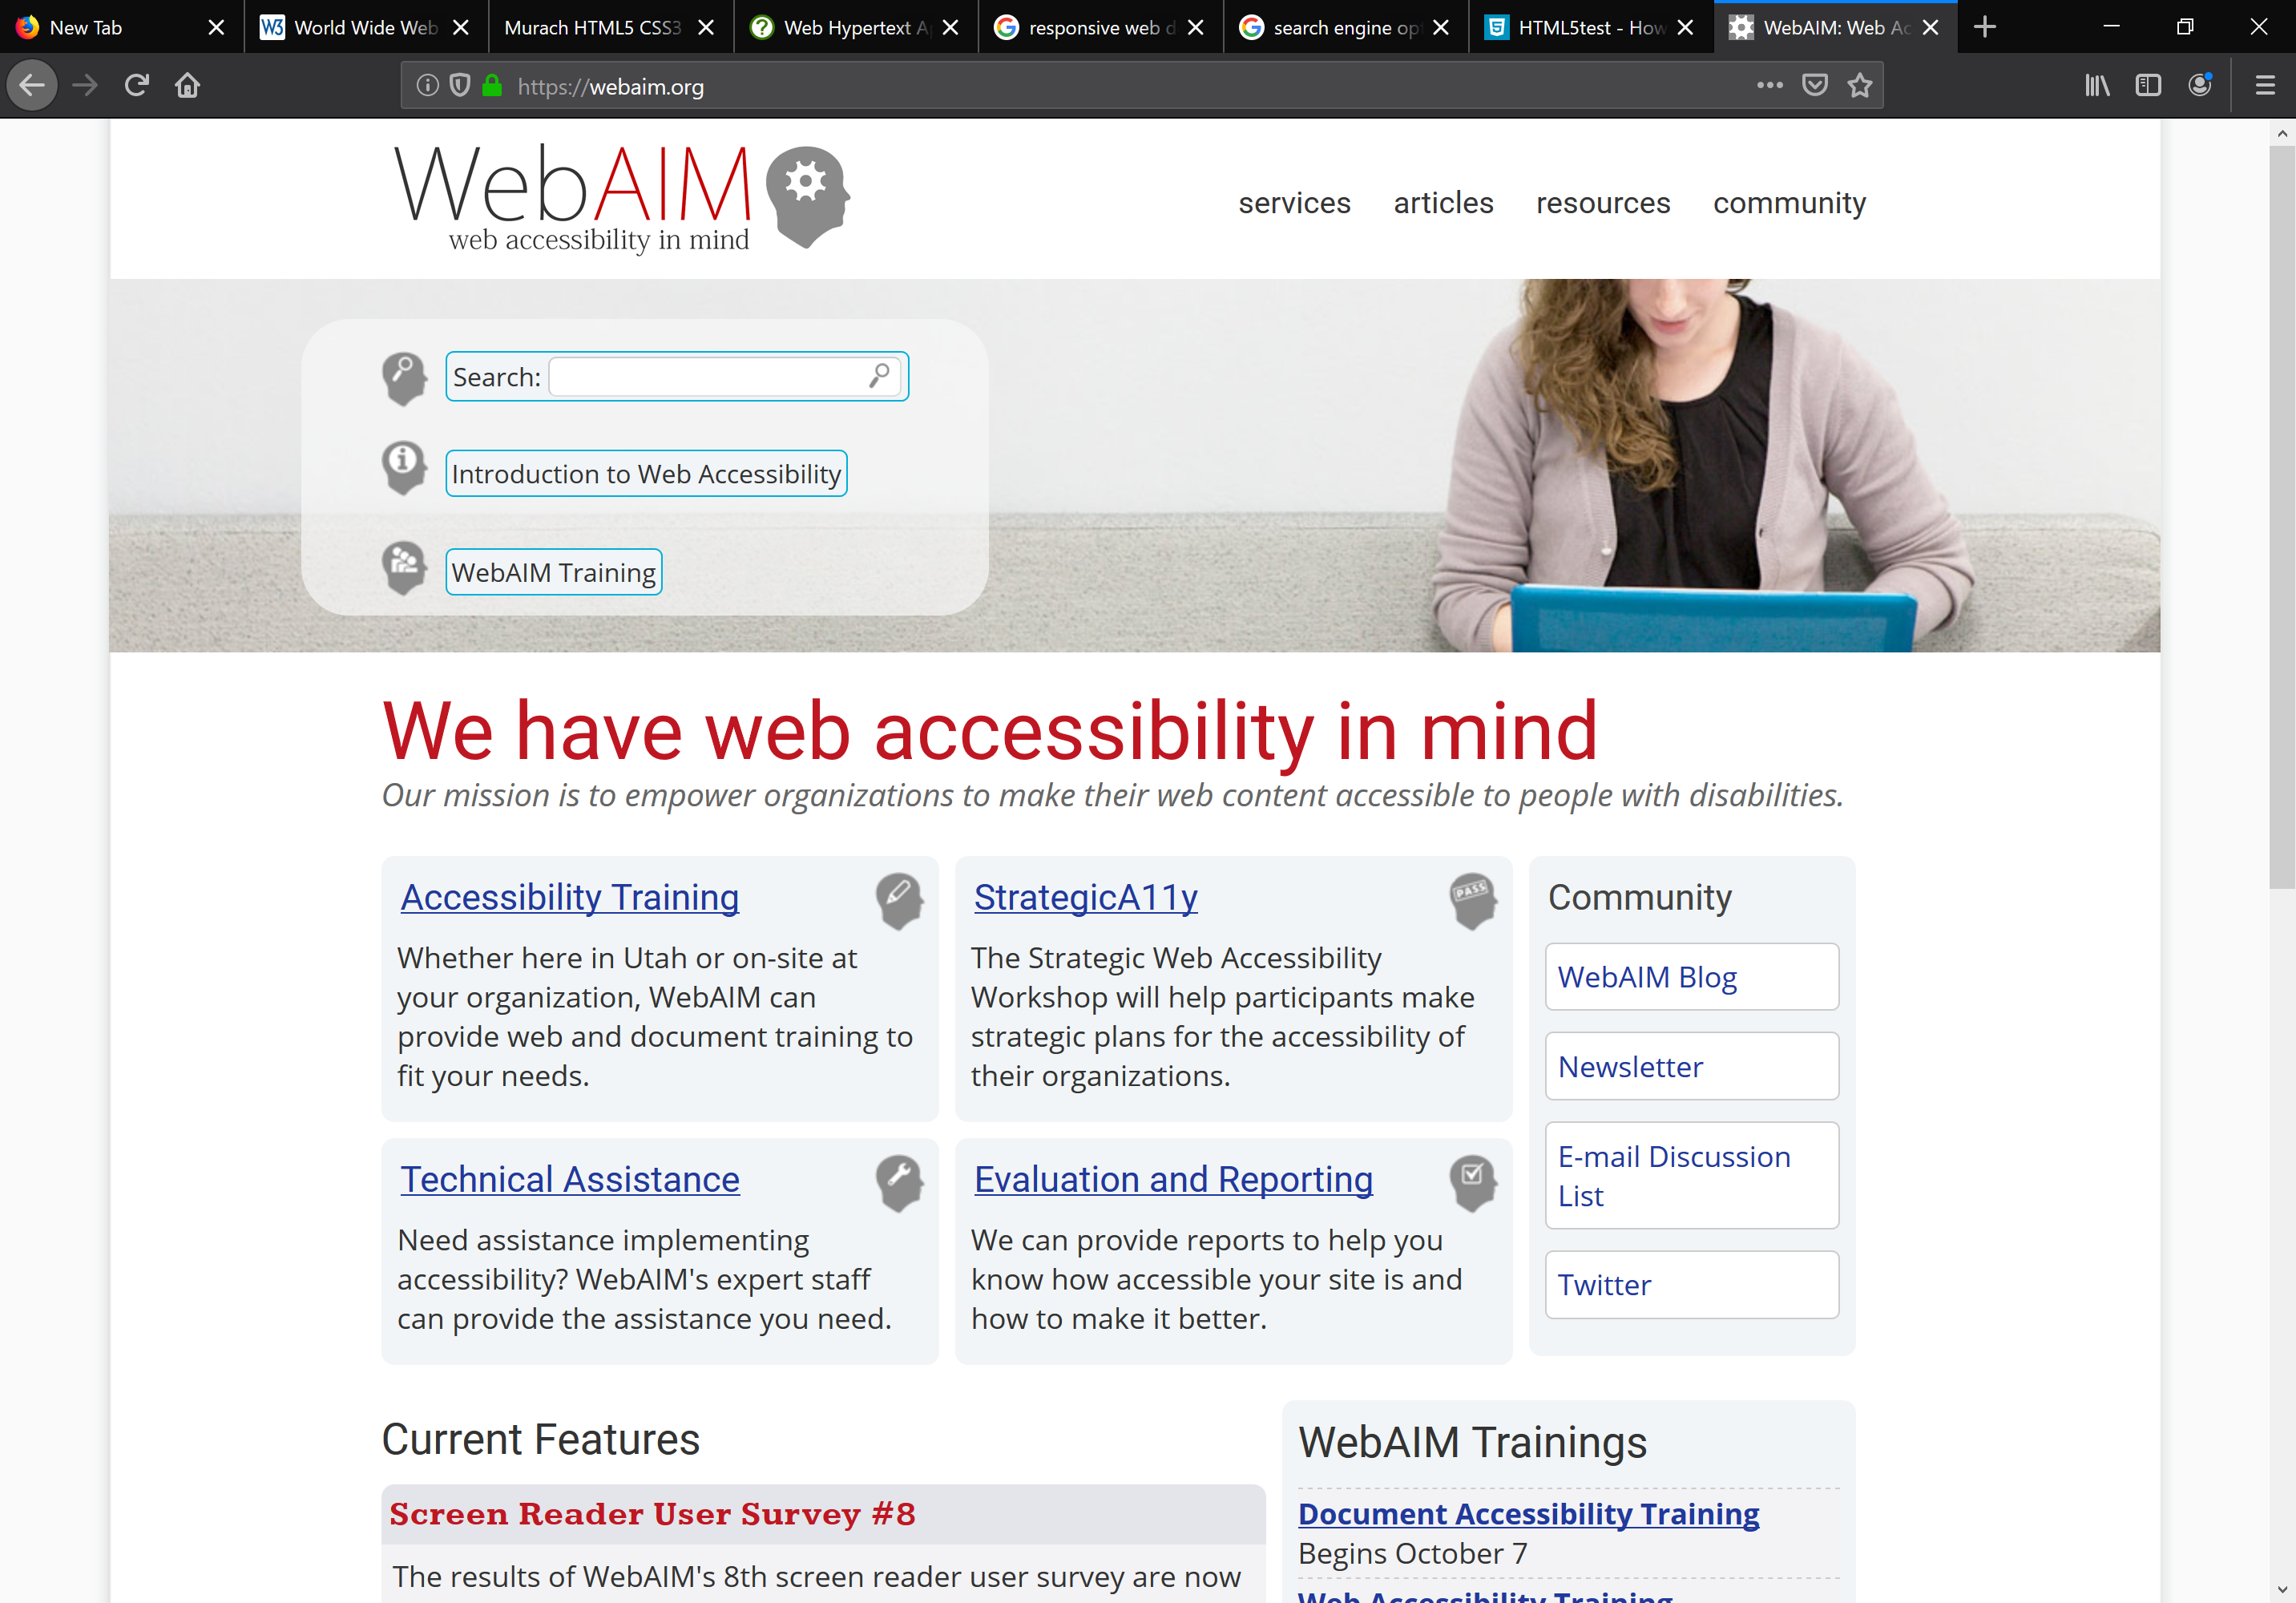 New Tab
World Wide Web
Murach HTML5 CSS3
Web Hypertext A
responsive web d
search engine op
HTML5test - How
WebAIM: Web Ac
https://webaim.org
WebAIM
web accessibility in mind
services articles resources community
Search:
Introduction to Web Accessibility
WebAIM Training
We have web accessibility in mind
Our mission is to empower organizations to make their web content accessible to people with disabilities.
Accessibility Training
Whether here in Utah or on-site at
your organization, WebAIM can
provide web and document training to
fit your needs.
StrategicA11y
PASS
The Strategic Web Accessibility
Workshop will help participants make
strategic plans for the accessibility of
their organizations.
Community
WebAIM Blog
Newsletter
E-mail Discussion
List
Twitter
Technical Assistance
Need assistance implementing
accessibility? WebAIM's expert staff
can provide the assistance you need.
Evaluation and Reporting
We can provide reports to help you
know how accessible your site is and
how to make it better.
Current Features
Screen Reader User Survey #8
The results of WebAIM's 8th screen reader user survey are now
WebAIM Trainings
Document Accessibility Training
Begins October 7
Web Accessibility Training